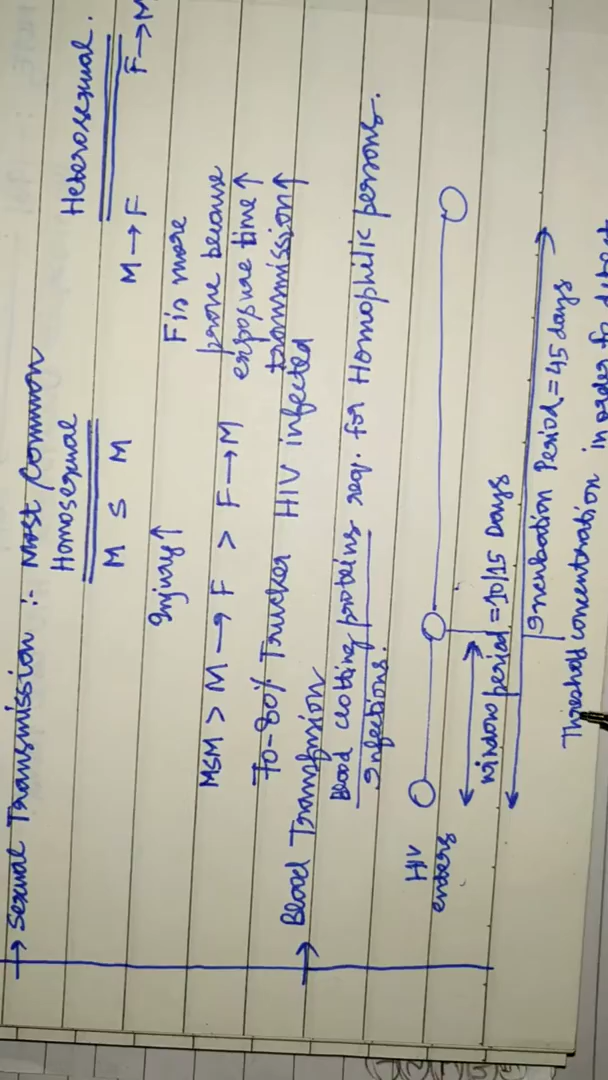 → Sexual Transmission :- Most Common
Homosexual
Heterosexual.
M S M
M → F
F → M
Injury↑
F is more
prone because
exposure time↑
transmission↑
MSM > M → F > F → M
70-80% Trucker HIV infected
→ Blood Transfusion
Blood clotting proteins req. for Homophilic persons.
Infections.
HIV
enters
window period = 10/15 Days
Incubation Period = 45 days
Threshold concentration in order to